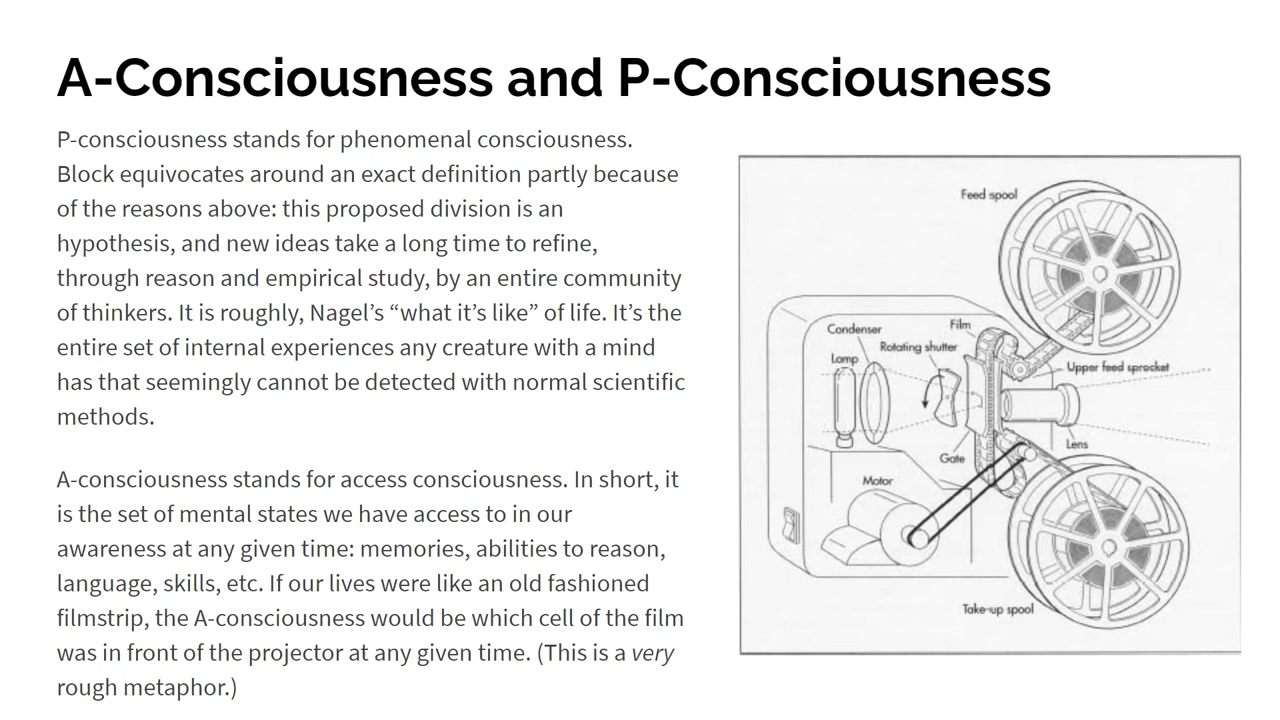 A-Consciousness and P-Consciousness
P-consciousness stands for phenomenal consciousness.
Block equivocates around an exact definition partly because
of the reasons above: this proposed division is an
hypothesis, and new ideas take a long time to refine,
through reason and empirical study, by an entire community
of thinkers. It is roughly, Nagel’s “what it’s like” of life. It’s the
entire set of internal experiences any creature with a mind
has that seemingly cannot be detected with normal scientific
methods.
A-consciousness stands for access consciousness. In short, it
is the set of mental states we have access to in our
awareness at any given time: memories, abilities to reason,
language, skills, etc. If our lives were like an old fashioned
filmstrip, the A-consciousness would be which cell of the film
was in front of the projector at any given time. (This is a very
rough metaphor.)
Feed spool
Film
Condenser
Rotating shutter
Lamp
Upper feed sprocket
Lens
Gate
Motor
Take-up spool